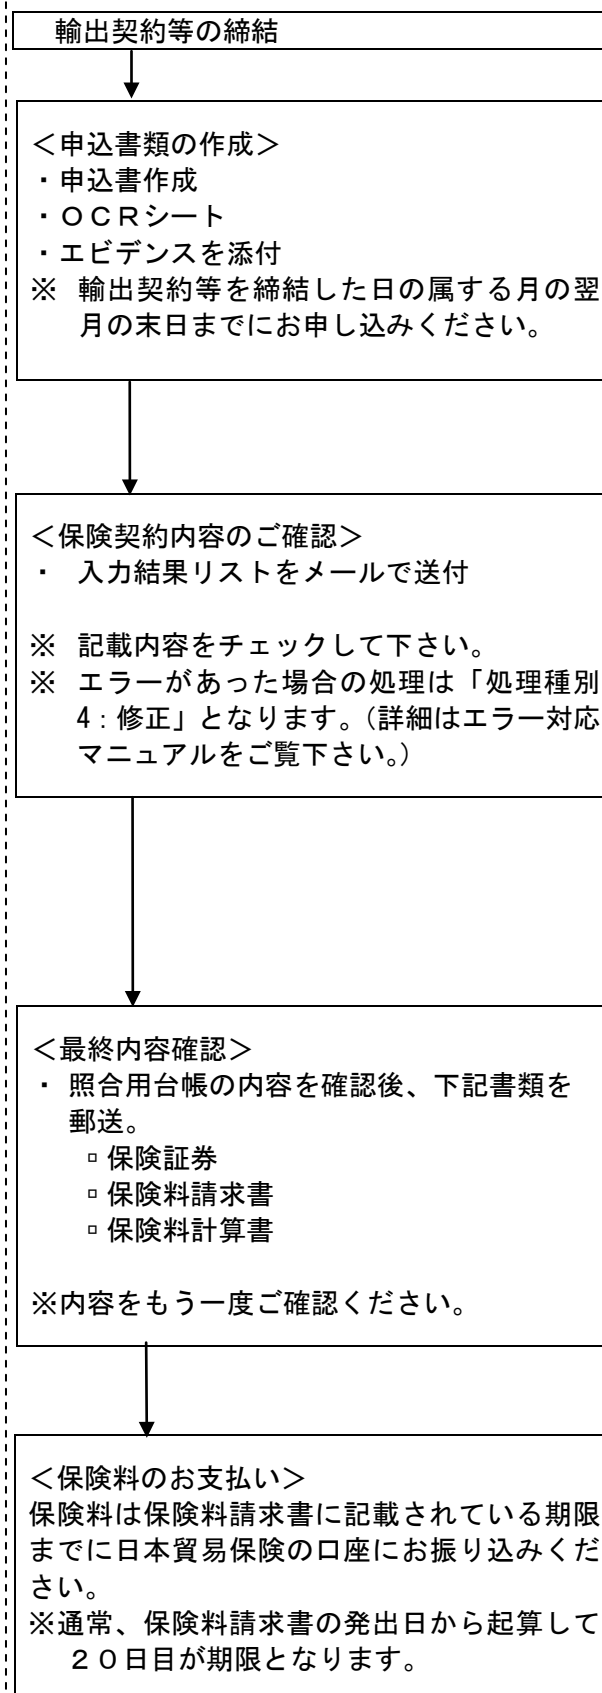 輸出契約等の締結
＜申込書類の作成＞
・申込書作成
・ＯＣＲシート
・エビデンスを添付
※ 輸出契約等を締結した日の属する月の翌
月の末日までにお申し込みください。
＜保険契約内容のご確認＞
・ 入力結果リストをメールで送付
※ 記載内容をチェックして下さい。
※ エラーがあった場合の処理は「処理種別
4：修正」となります。（詳細はエラー対応
マニュアルをご覧下さい。）
＜最終内容確認＞
・ 照合用台帳の内容を確認後、下記書類を
郵送。
▫ 保険証券
▫ 保険料請求書
▫ 保険料計算書
※内容をもう一度ご確認ください。
＜保険料のお支払い＞
保険料は保険料請求書に記載されている期限
までに日本貿易保険の口座にお振り込みくだ
さい。
※通常、保険料請求書の発出日から起算して
２０日目が期限となります。